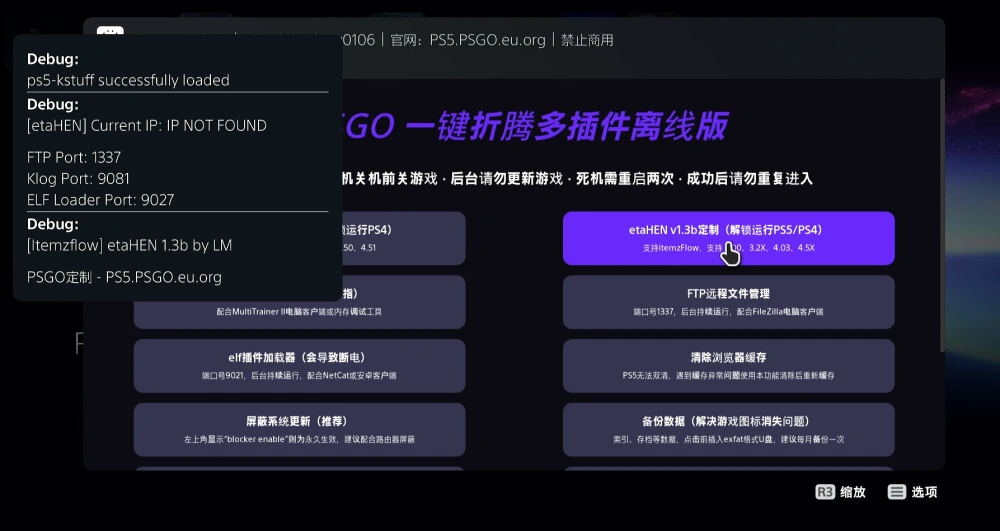 0106｜官网：PS5.PSGO.eu.org｜禁止商用
Debug:
ps5-kstuff successfully loaded
Debug:
[etaHEN] Current IP: IP NOT FOUND
FTP Port: 1337
Klog Port: 9081
ELF Loader Port: 9027
Debug:
[Itemzflow] etaHEN 1.3b by LM
PSGO定制 - PS5.PSGO.eu.org
GO 一键折腾多插件离线版
机关机前关游戏 · 后台请勿更新游戏 · 死机需重启两次 · 成功后请勿重复进入
锁运行PS4）
.50、4.51
etaHEN v1.3b定制（解锁运行PS5/PS4）
支持itemzFlow、支持 00、3.2X、4.03、4.5X
指）
配合MultiTrainer II电脑客户端或内存调试工具
FTP远程文件管理
端口号1337，后台持续运行，配合FileZilla电脑客户端
elf插件加载器（会导致断电）
端口号9021，后台持续运行，配合NetCat或安卓客户端
清除浏览器缓存
PS5无法双清，遇到缓存异常问题使用本功能清除后重新缓存
屏蔽系统更新（推荐）
左上角显示“blocker enable”则为永久生效，建议配合路由器屏蔽
备份数据（解决游戏图标消失问题）
索引、存档等数据，点击前插入exfat格式U盘，建议每月备份一次
R3 缩放
选项